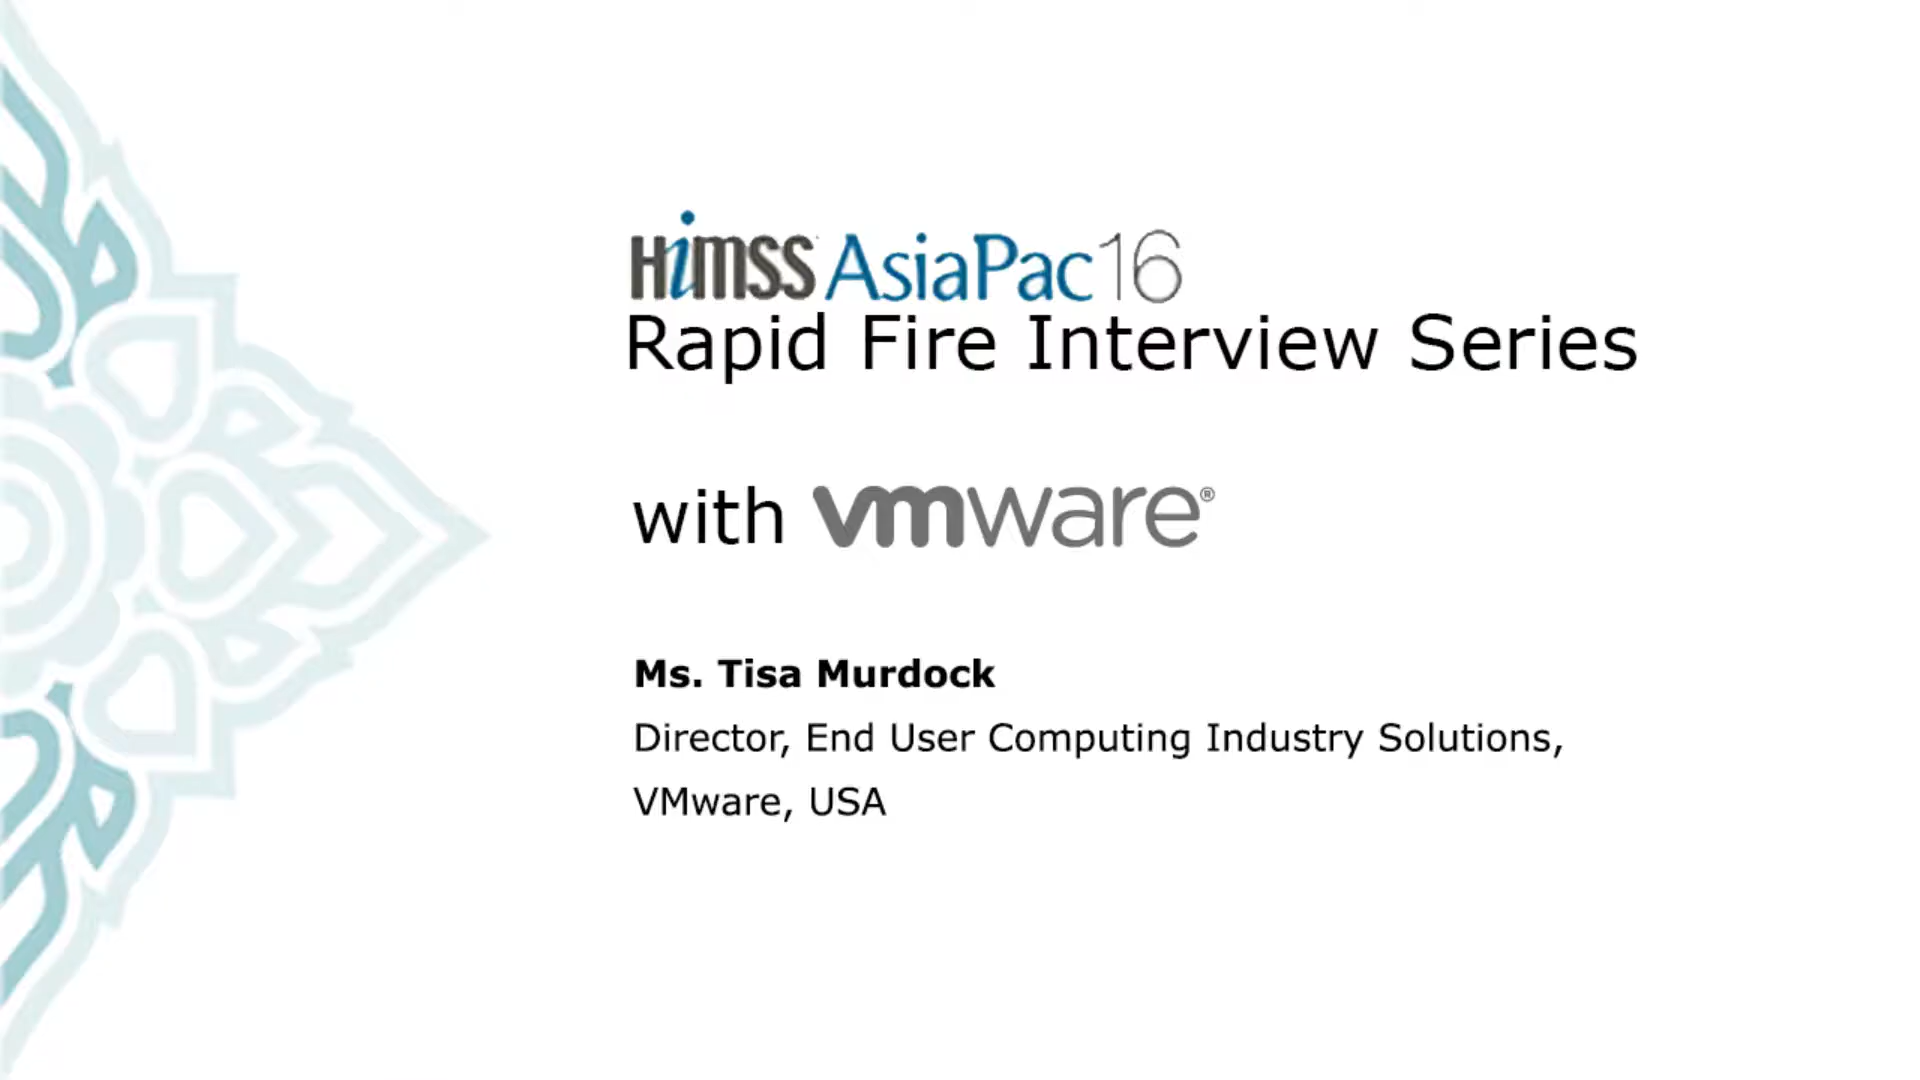 HiMSS AsiaPac16
Rapid Fire Interview Series
with vmware®
Ms. Tisa Murdock
Director, End User Computing Industry Solutions,
VMware, USA